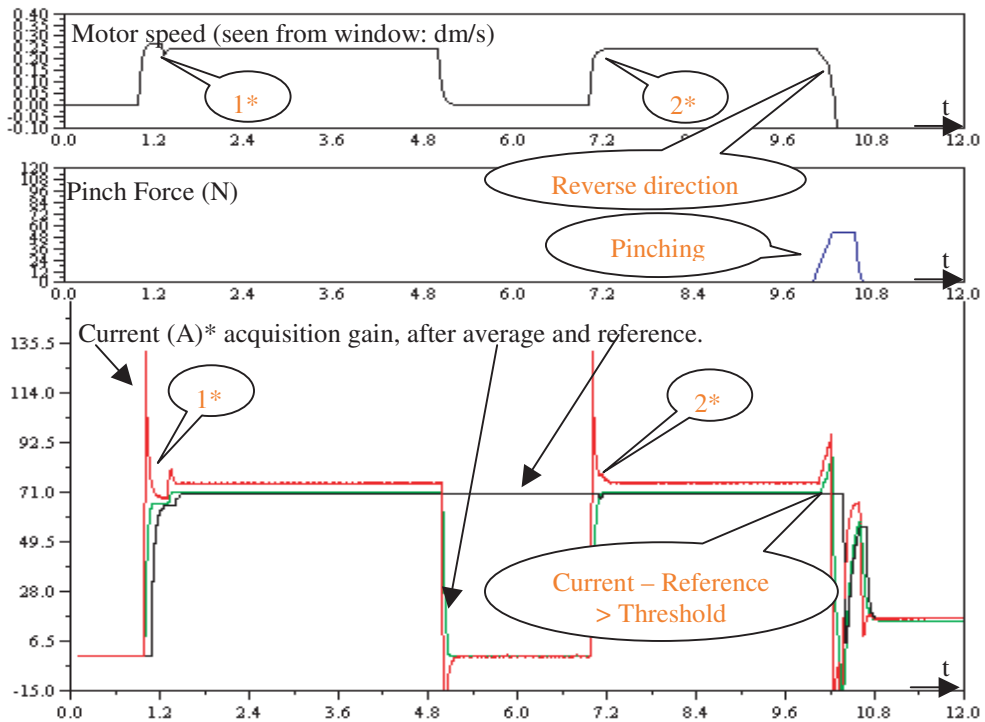 0.40
0.35
0.30
0.25
0.20
0.15
0.10
0.05
0.00
-0.05
-0.10
Motor speed (seen from window: dm/s)
1*
2*
t
0.0 1.2 2.4 3.6 4.8 6.0 7.2 8.4 9.6 10.8 12.0
Reverse direction
120
108
96
84
72
60
48
36
24
12
0
Pinch Force (N)
Pinching
t
0.0 1.2 2.4 3.6 4.8 6.0 7.2 8.4 9.6 10.8 12.0
Current (A)* acquisition gain, after average and reference.
135.5
114.0
92.5
71.0
49.5
28.0
6.5
-15.0
1*
2*
Current – Reference
> Threshold
t
0.0 1.2 2.4 3.6 4.8 6.0 7.2 8.4 9.6 10.8 12.0